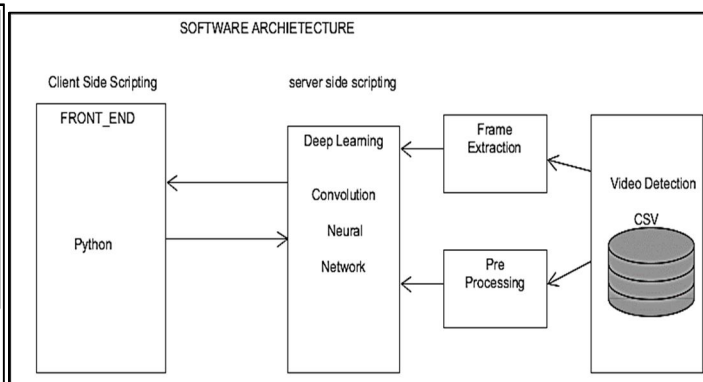 SOFTWARE ARCHIETECTURE
Client Side Scripting
server side scripting
FRONT_END
Python
Deep Learning
Convolution
Neural
Network
Frame
Extraction
Pre
Processing
Video Detection
CSV